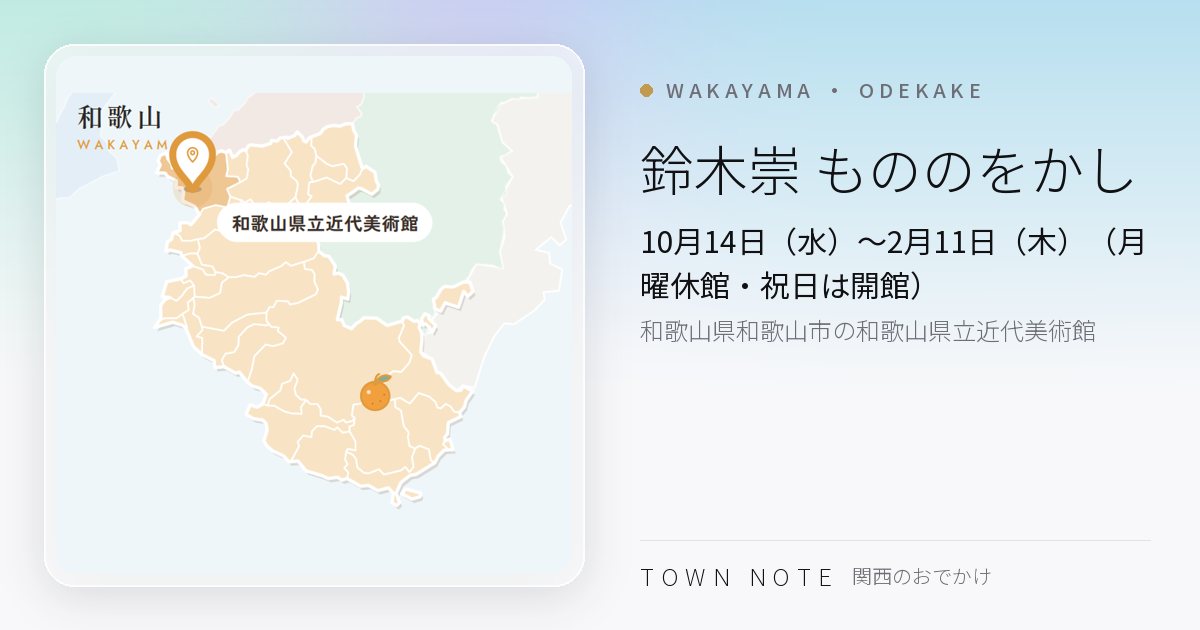 和歌山
WAKAYAM
和歌山県立近代美術館
WAKAYAMA • ODEKAKE
鈴木崇 もののをかし
10月14日（水）〜2月11日（木）（月
曜休館・祝日は開館）
和歌山県和歌山市の和歌山県立近代美術館
TOWN NOTE 関西のおでかけ